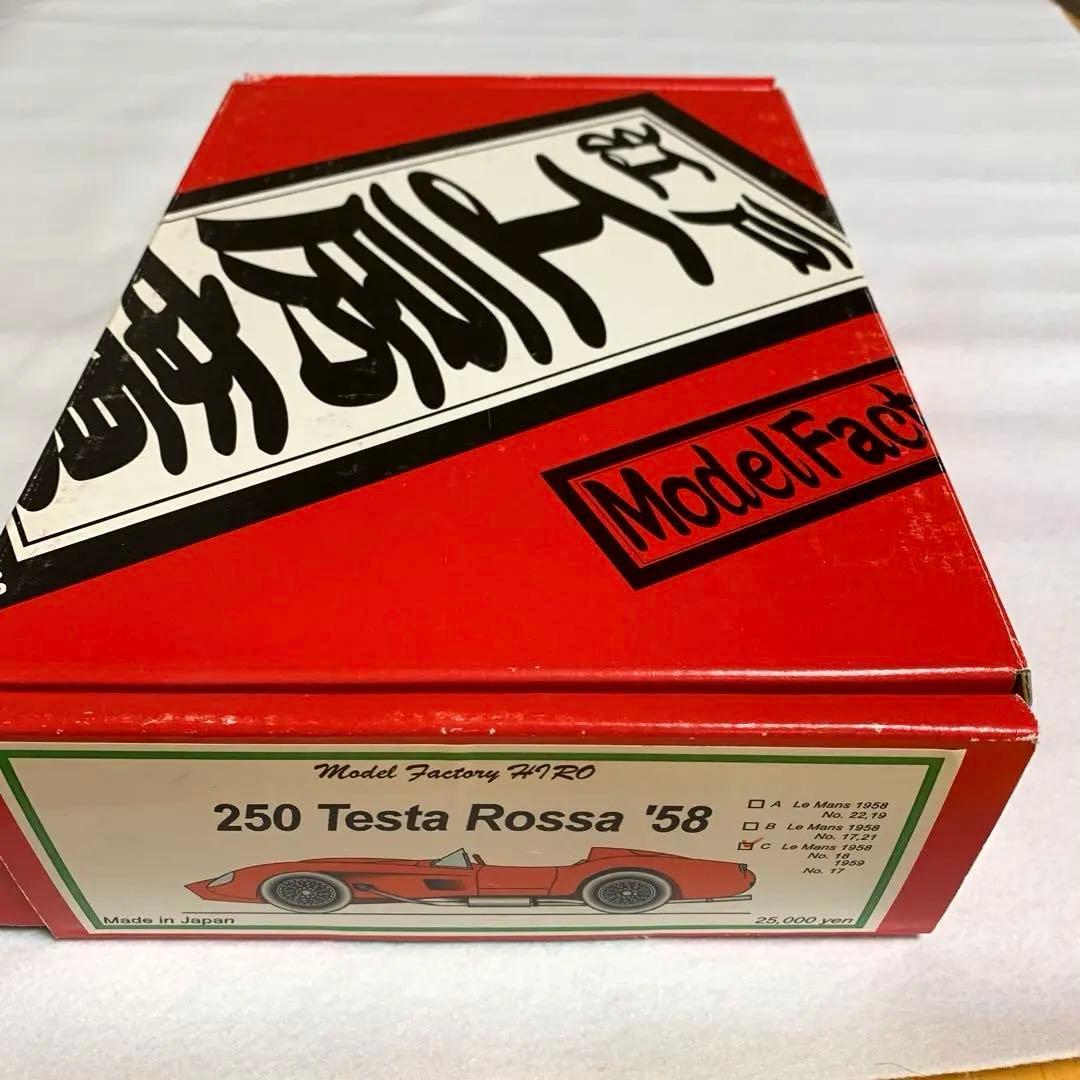 ModelFact
Model Factory HIRO
250 Testa Rossa '58
A Le Mans 1958
No. 22,19
B Le Mans 1958
No. 17,21
C Le Mans 1958
No. 18
1959
No. 17
Made in Japan
25,000 yen